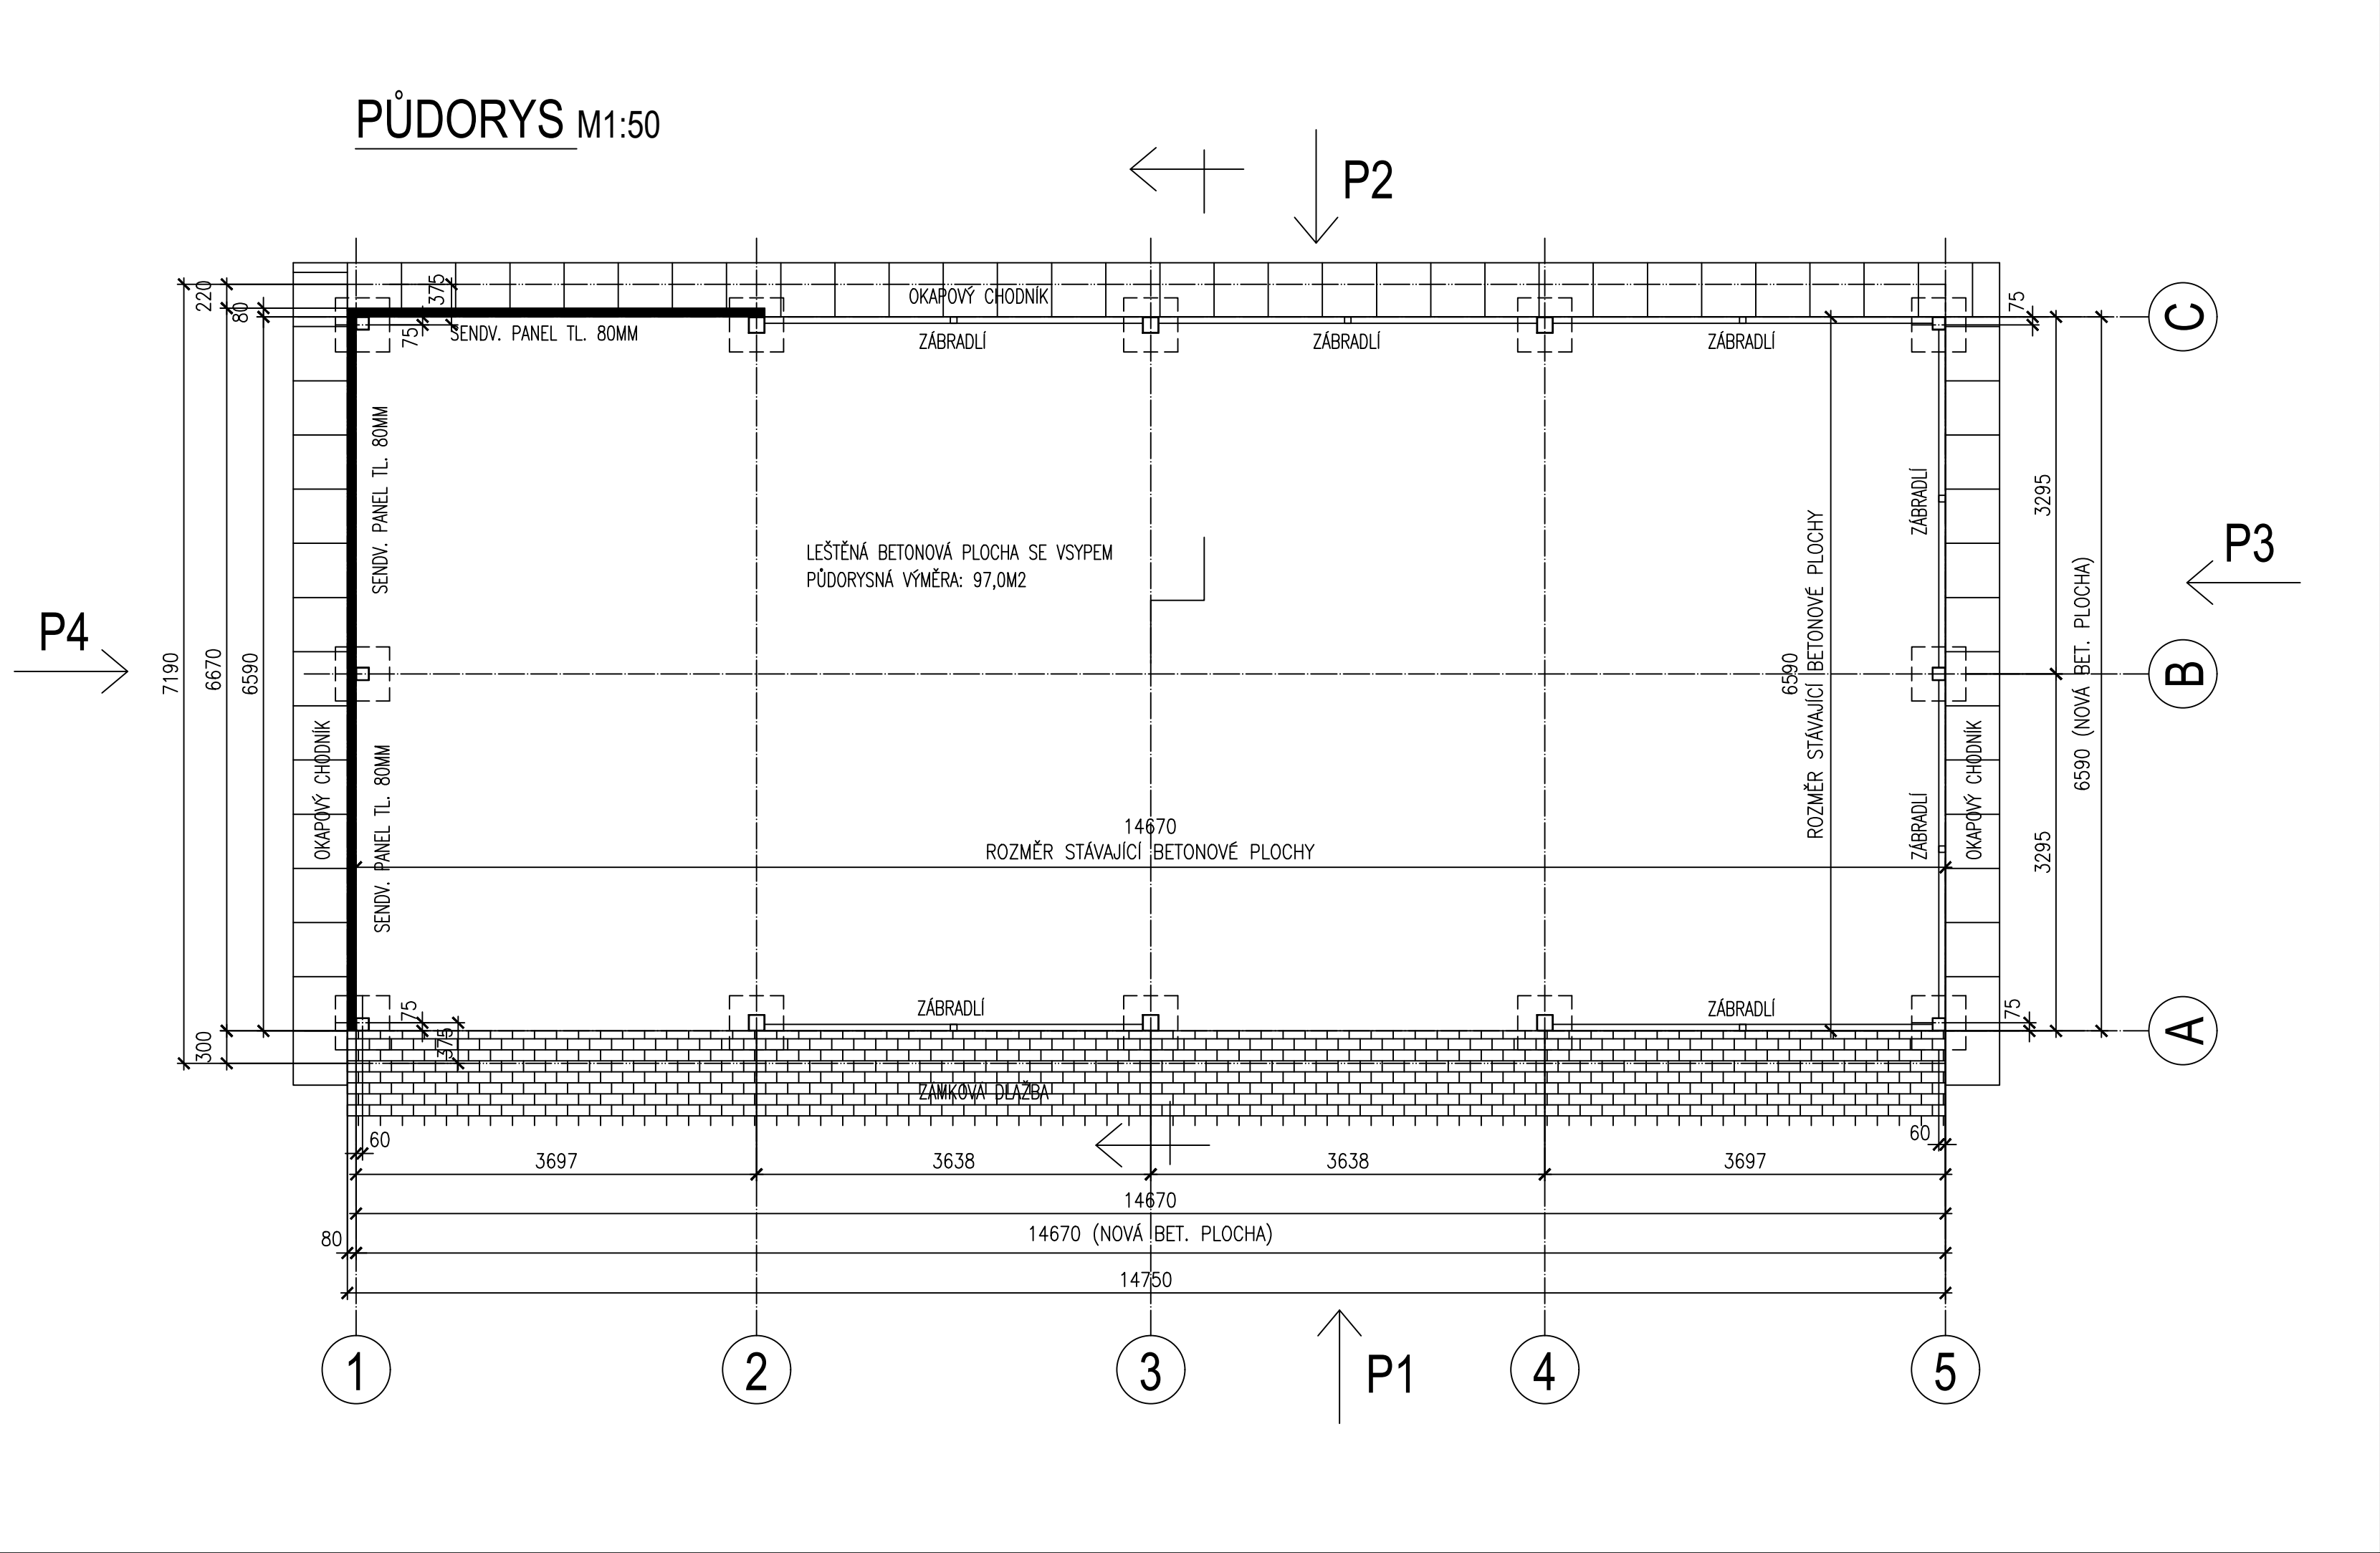 PŮDORYS M1:50
P2
220
80
375
75
OKAPOVÝ CHODNÍK
SENDV. PANEL TL. 80MM
ZÁBRADLÍ
ZÁBRADLÍ
ZÁBRADLÍ
75
C
SENDV. PANEL TL. 80MM
LEŠTĚNÁ BETONOVÁ PLOCHA SE VSYPEM
PŮDORYSNÁ VÝMĚRA: 97,0M2
ZÁBRADLÍ
3295
P3
P4
7190
6670
6590
6590
ROZMĚR STÁVAJÍCÍ BETONOVÉ PLOCHY
6590 (NOVÁ BET. PLOCHA)
B
OKAPOVÝ CHODNÍK
SENDV. PANEL TL. 80MM
14670
ROZMĚR STÁVAJÍCÍ BETONOVÉ PLOCHY
ZÁBRADLÍ
OKAPOVÝ CHODNÍK
3295
75
375
300
ZÁBRADLÍ
ZÁBRADLÍ
75
A
ZÁMKOVÁ DLAŽBA
60
60
3697
3638
3638
3697
14670
80
14670 (NOVÁ BET. PLOCHA)
14750
1
2
3
P1
4
5